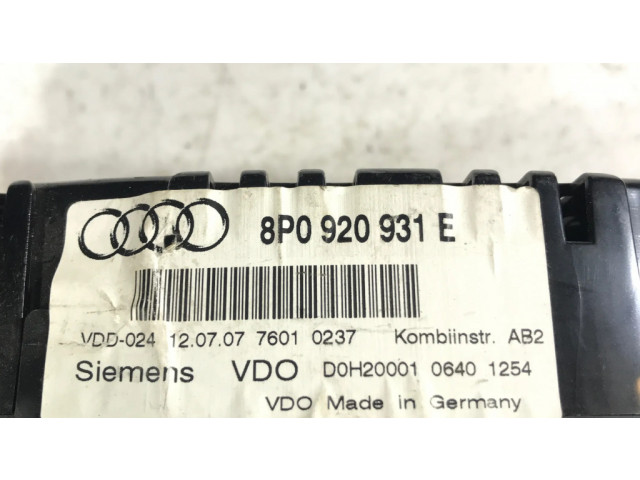 8P0 920 931 E
VDD-024 12.07.07 7601 0237 Kombiinstr. AB2
Siemens VDO D0H20001 0640 1254
VDO Made in Germany